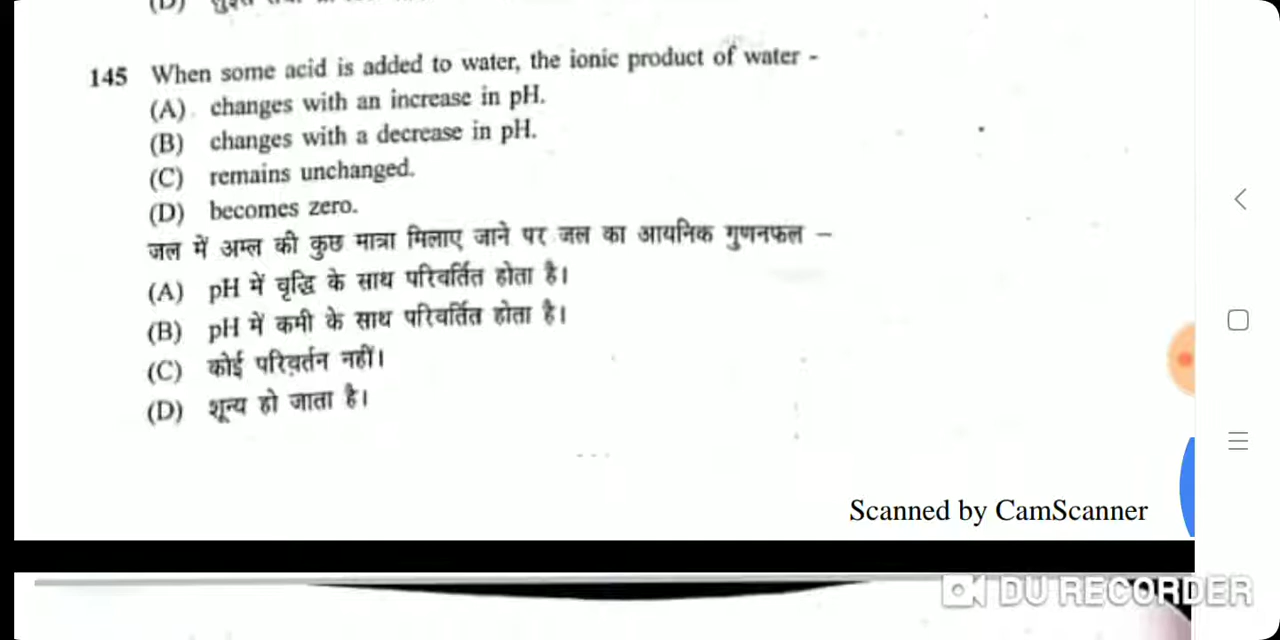 (D)
145 When some acid is added to water, the ionic product of water -
(A) changes with an increase in pH.
(B) changes with a decrease in pH.
(C) remains unchanged.
(D) becomes zero.
जल में अम्ल की कुछ मात्रा मिलाए जाने पर जल का आयनिक गुणनफल –
(A) pH में वृद्धि के साथ परिवर्तित होता है।
(B) pH में कमी के साथ परिवर्तित होता है।
(C) कोई परिवर्तन नहीं।
(D) शून्य हो जाता है।
Scanned by CamScanner
DU RECORDER